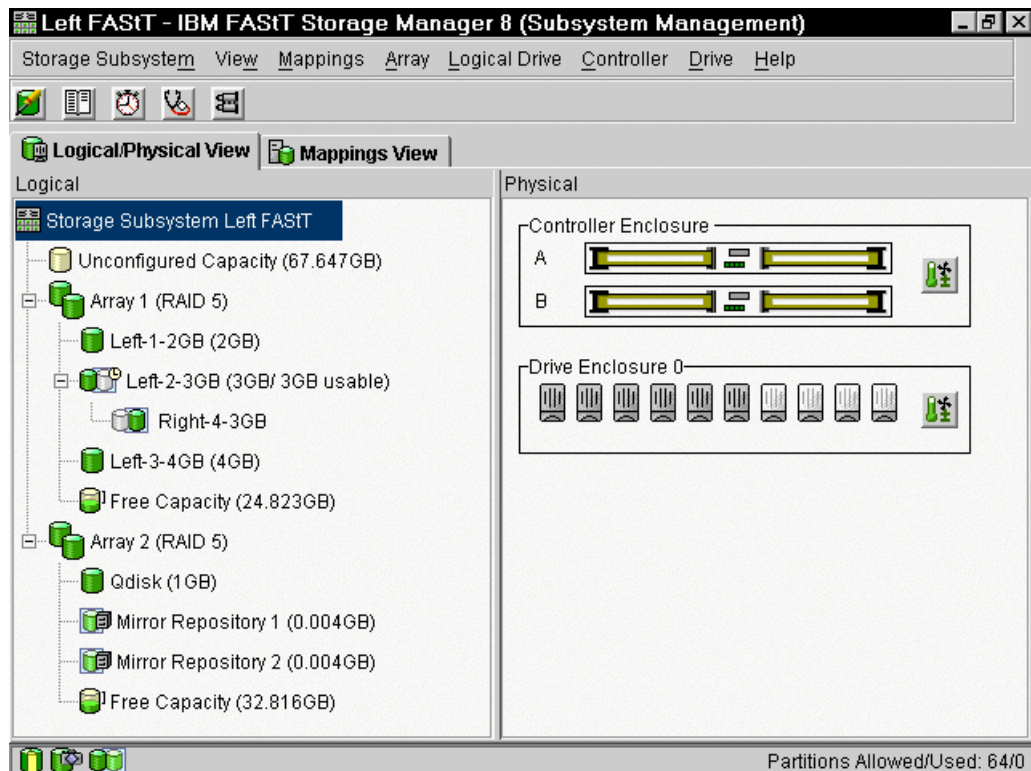 Left FAStT - IBM FAStT Storage Manager 8 (Subsystem Management)
Storage Subsystem View Mappings Array Logical Drive Controller Drive Help
Logical/Physical View Mappings View
Logical
Storage Subsystem Left FAStT
Unconfigured Capacity (67.647GB)
Array 1 (RAID 5)
Left-1-2GB (2GB)
Left-2-3GB (3GB/ 3GB usable)
Right-4-3GB
Left-3-4GB (4GB)
Free Capacity (24.823GB)
Array 2 (RAID 5)
Qdisk (1GB)
Mirror Repository 1 (0.004GB)
Mirror Repository 2 (0.004GB)
Free Capacity (32.816GB)
Physical
Controller Enclosure
A
B
Drive Enclosure 0
Partitions Allowed/Used: 64/0